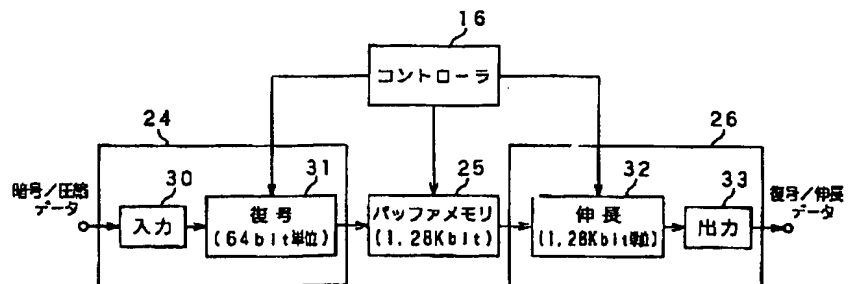 16
コントローラ
24
26
暗号/圧縮
データ
30
入力
31
復号
(64bit単位)
25
バッファメモリ
(1,28Kbit)
32
伸長
(1,28Kbit単位)
33
出力
復号/伸長
データ